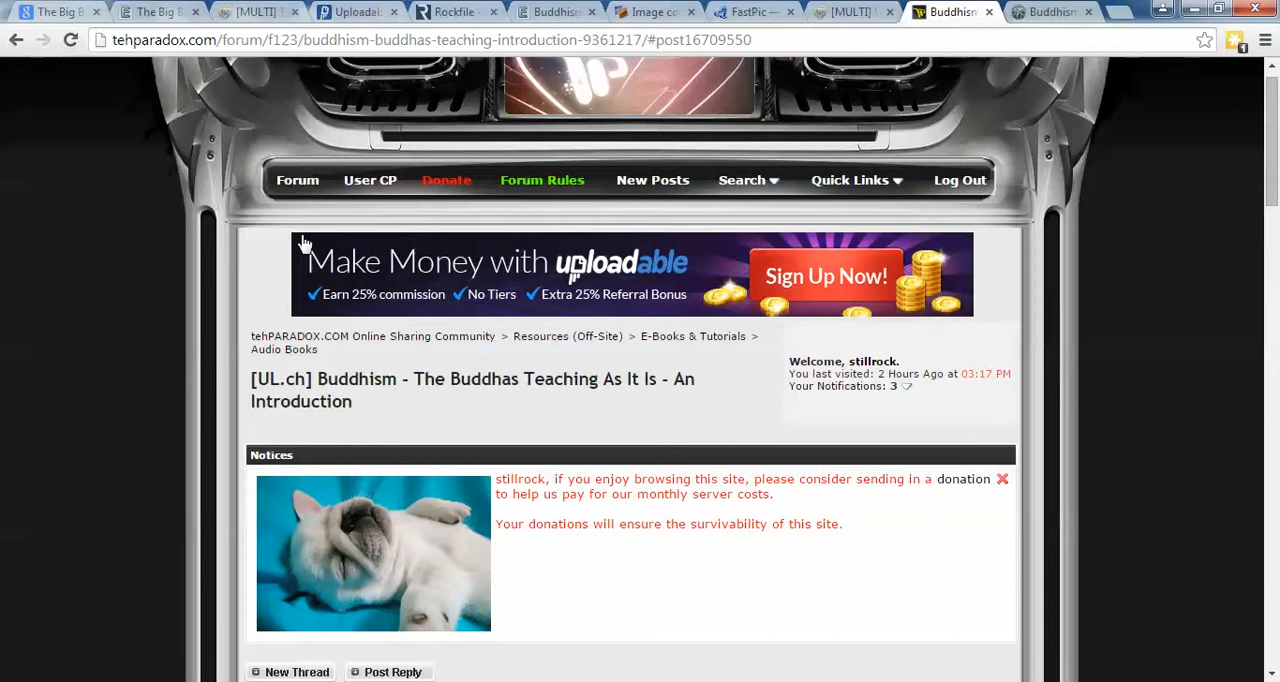 The Big B
The Big B
[MULTI] T
Uploadab
Rockfile -
Buddhism
Image co
FastPic —
[MULTI] V
Buddhism
Buddhism
tehparadox.com/forum/f123/buddhism-buddhas-teaching-introduction-9361217/#post16709550
1
Forum
User CP
Donate
Forum Rules
New Posts
Search
Quick Links
Log Out
Make Money with uploadable
Earn 25% commission
No Tiers
Extra 25% Referral Bonus
Sign Up Now!
tehPARADOX.COM Online Sharing Community > Resources (Off-Site) > E-Books & Tutorials >
Audio Books
Welcome, stillrock.
You last visited: 2 Hours Ago at 03:17 PM
Your Notifications: 3
[UL.ch] Buddhism - The Buddhas Teaching As It Is - An
Introduction
Notices
stillrock, if you enjoy browsing this site, please consider sending in a donation
to help us pay for our monthly server costs.
Your donations will ensure the survivability of this site.
New Thread
Post Reply